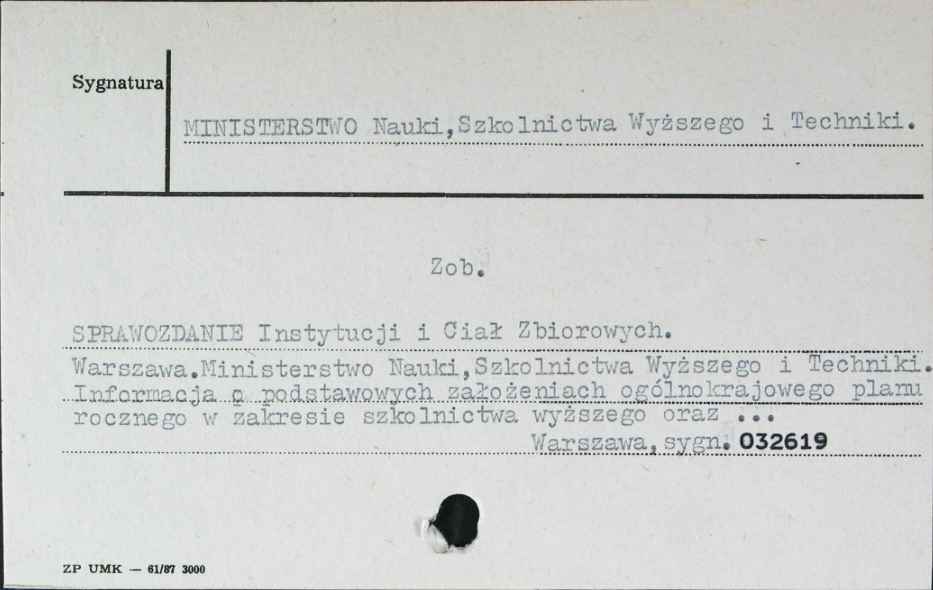 Sygnatura
MINISTERSTWO Nauki,Szkolnictwa Wyższego i Techniki.
Zob.
SPRAWOZDANIE Instytucji i Ciał Zbiorowych.
Warszawa.Ministerstwo Nauki,Szkolnictwa Wyższego i Techniki.
Informacja o podstawowych założeniach ogólnokrajowego planu
rocznego w zakresie szkolnictwa wyższego oraz ...
Warszawa,sygn. 032619
ZP UMK — 61/87 3000